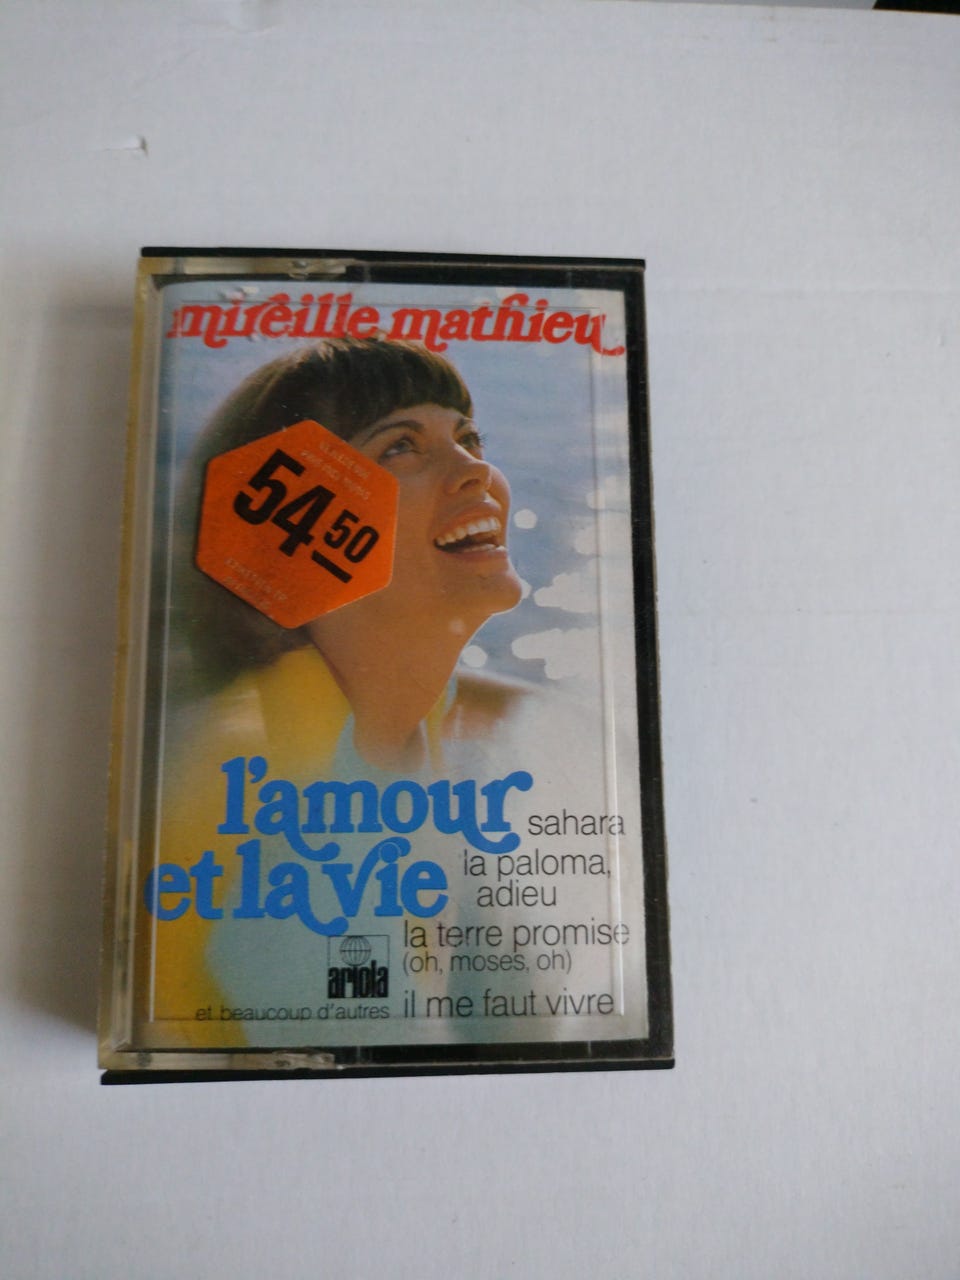 mireille mathieu
54 50
l'amour
et la vie
sahara
la paloma,
adieu
la terre promise
(oh, moses, oh)
ariola
et beaucoup d'autres
il me faut vivre